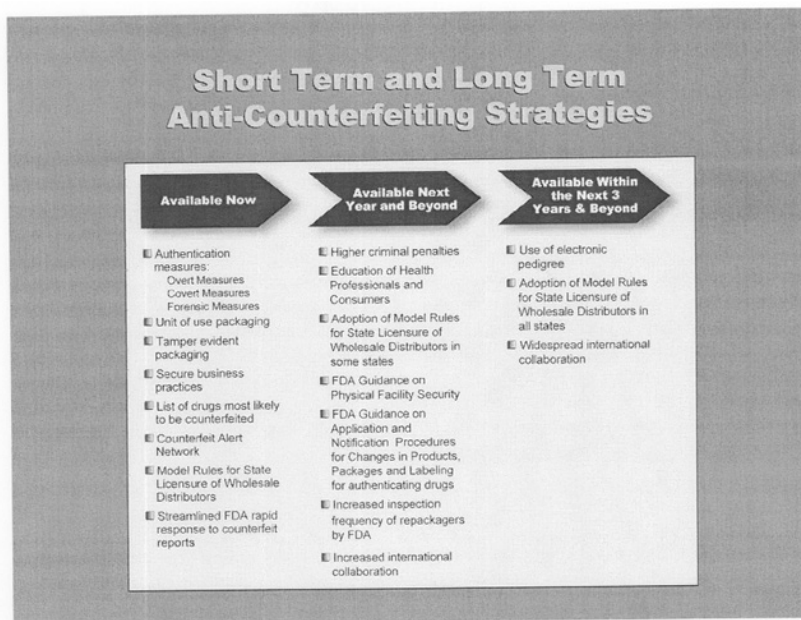 Short Term and Long Term
Anti-Counterfeiting Strategies
Available Now
Authentication
measures:
Overt Measures
Covert Measures
Forensic Measures
Unit of use packaging
Tamper evident
packaging
Secure business
practices
List of drugs most likely
to be counterfeited
Counterfeit Alert
Network
Model Rules for State
Licensure of Wholesale
Distributors
Streamlined FDA rapid
response to counterfeit
reports
Available Next
Year and Beyond
Higher criminal penalties
Education of Health
Professionals and
Consumers
Adoption of Model Rules
for State Licensure of
Wholesale Distributors in
some states
FDA Guidance on
Physical Facility Security
FDA Guidance on
Application and
Notification Procedures
for Changes in Products,
Packages and Labeling
for authenticating drugs
Increased inspection
frequency of repackagers
by FDA
Increased international
collaboration
Available Within
the Next 3
Years & Beyond
Use of electronic
pedigree
Adoption of Model Rules
for State Licensure of
Wholesale Distributors in
all states
Widespread international
collaboration